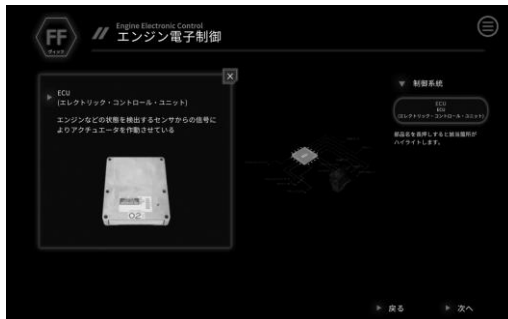 FF
Engine Electronic Control
エンジン電子制御
ECU
(エレクトリック・コントロール・ユニット)
エンジンなどの状態を検出するセンサからの信号に
よりアクチュエータを作動させている
制御系統
ECU
ECU
(エレクトリック・コントロール・ユニット)
部品名を長押しすると該当箇所が
ハイライトします。
戻る
次へ